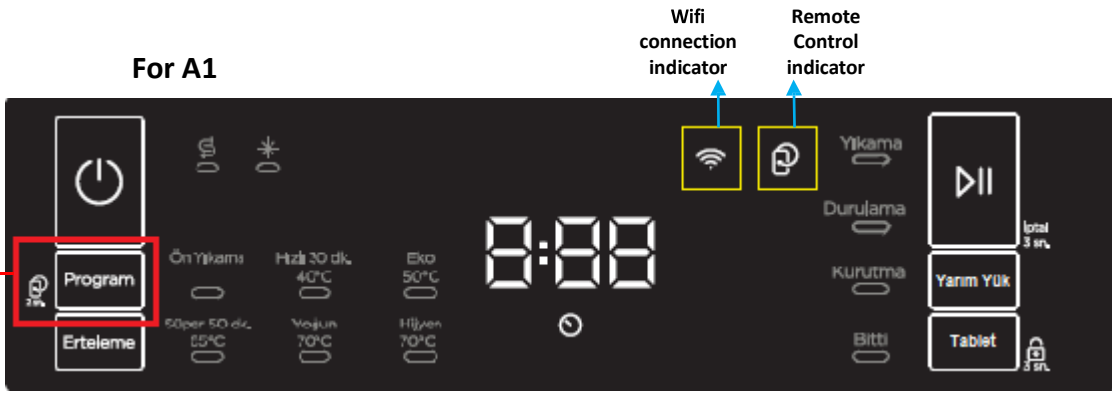 Wifi
connection
indicator
Remote
Control
indicator
For A1
Yıkama
Durulama
İptal
3 sn.
Ön Yıkama
Hızlı 30 dk.
40°C
Eko
50°C
8:88
Program
Kurutma
Yarım Yük
Erteleme
Süper 50 dk.
65°C
Yoğun
70°C
Hijyen
70°C
Bitti
Tablet
3 sn.